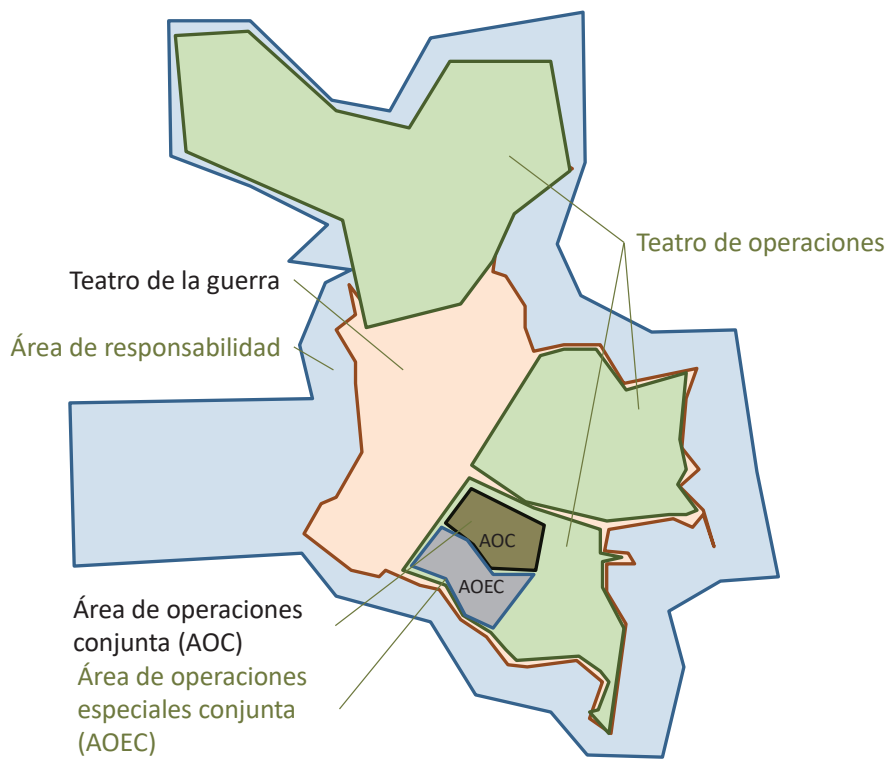 Teatro de operaciones
Teatro de la guerra
Área de responsabilidad
AOC
AOEC
Área de operaciones
conjunta (AOC)
Área de operaciones
especiales conjunta
(AOEC)